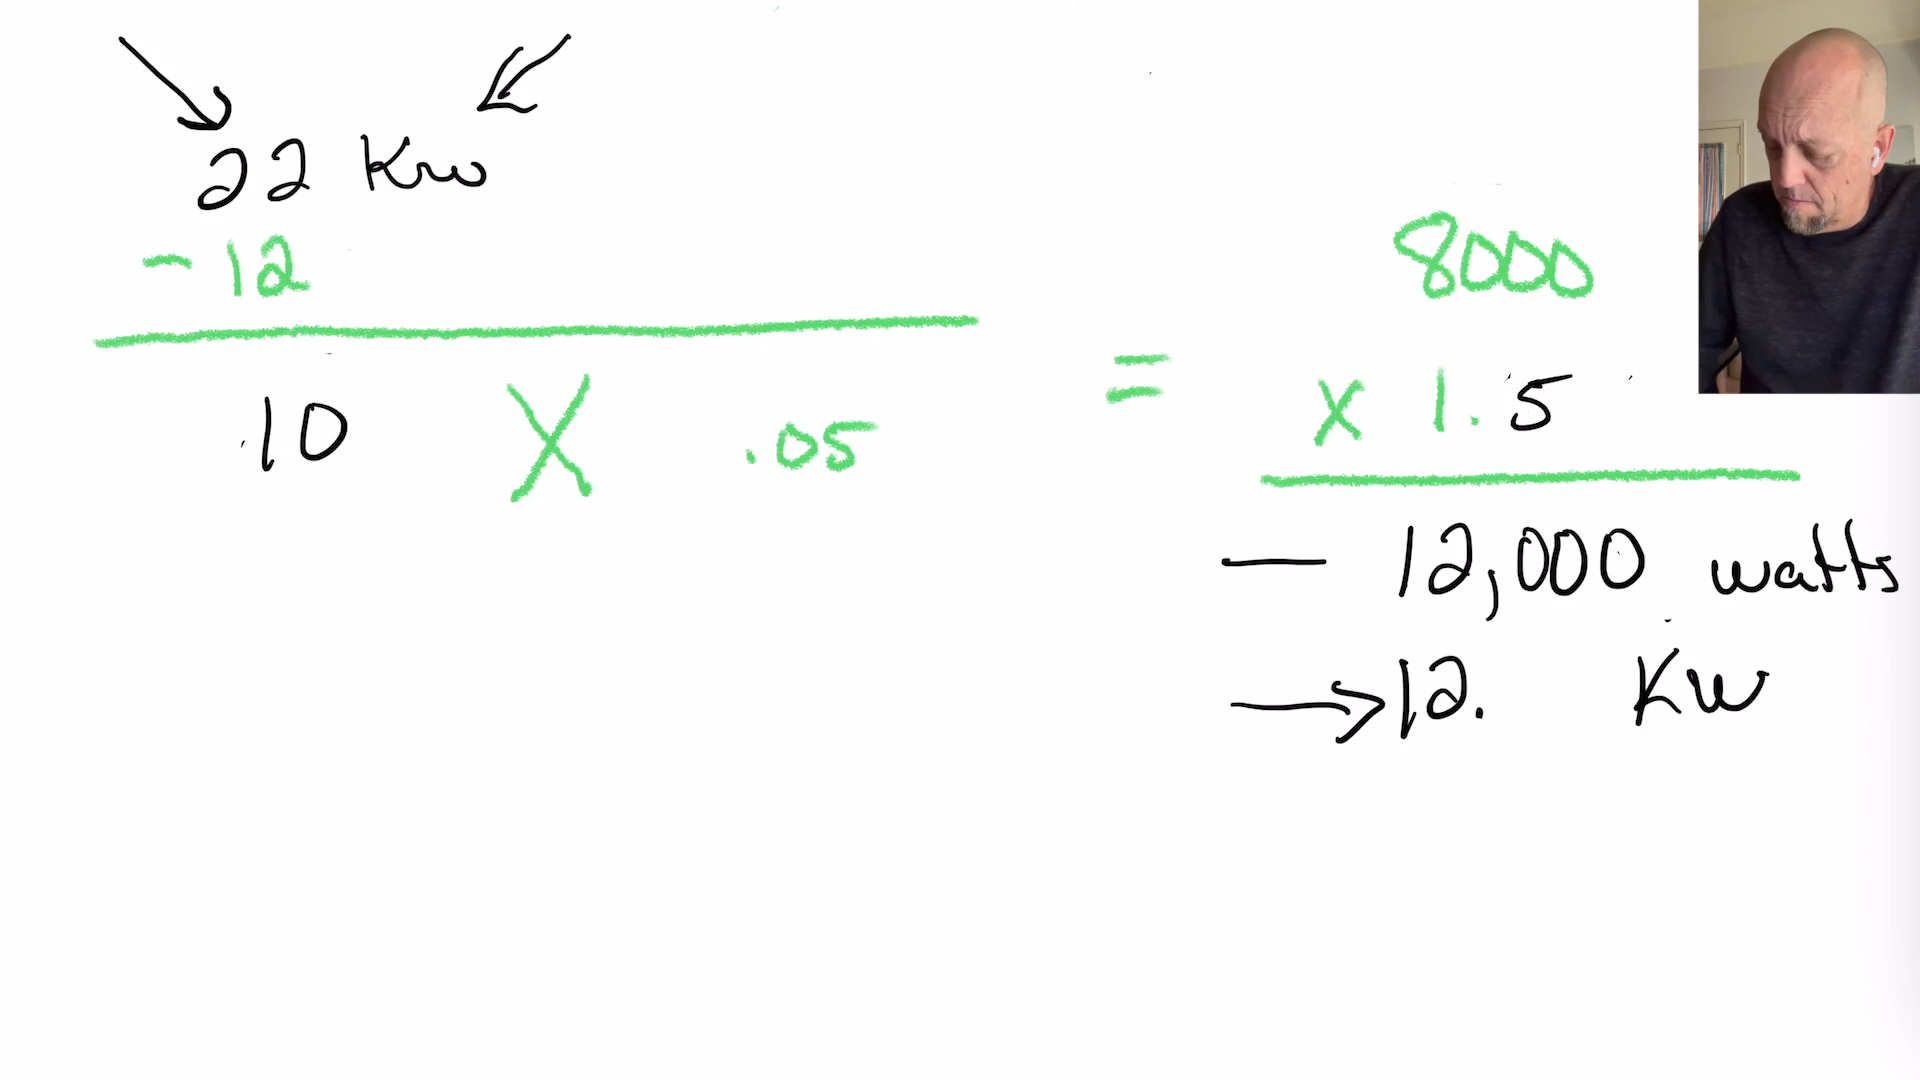 22 Kw
- 12
10 X .05
=
8000
x 1.5
— 12,000 watts
→ 12. Kw